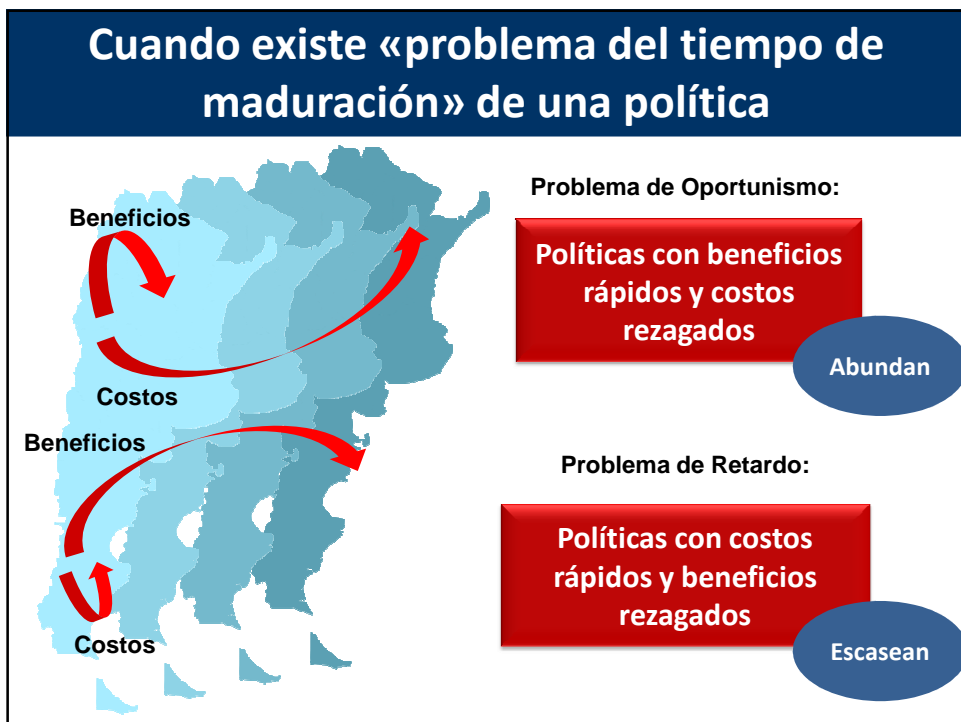 Cuando existe «problema del tiempo de
maduración» de una política
Beneficios
Costos
Beneficios
Costos
Problema de Oportunismo:
Políticas con beneficios
rápidos y costos
rezagados
Abundan
Problema de Retardo:
Políticas con costos
rápidos y beneficios
rezagados
Escasean